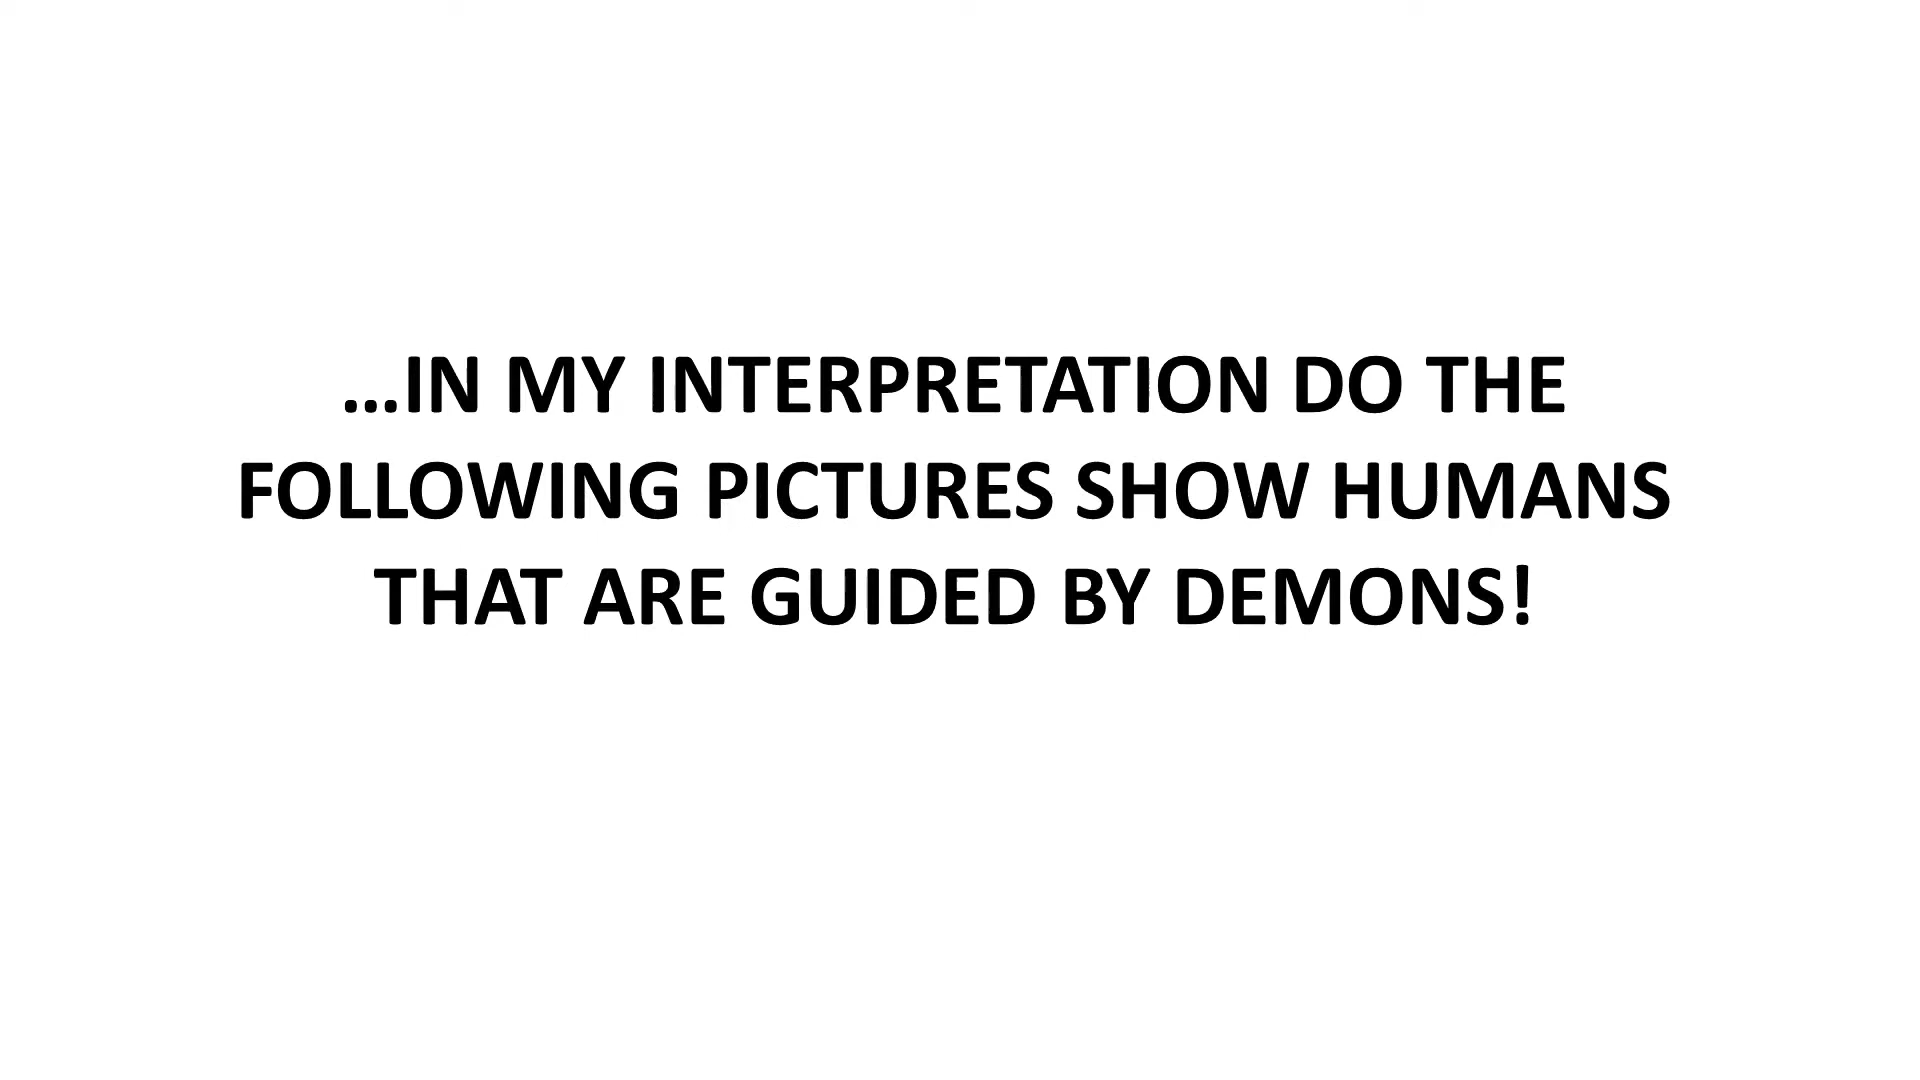 ...IN MY INTERPRETATION DO THE
FOLLOWING PICTURES SHOW HUMANS
THAT ARE GUIDED BY DEMONS!